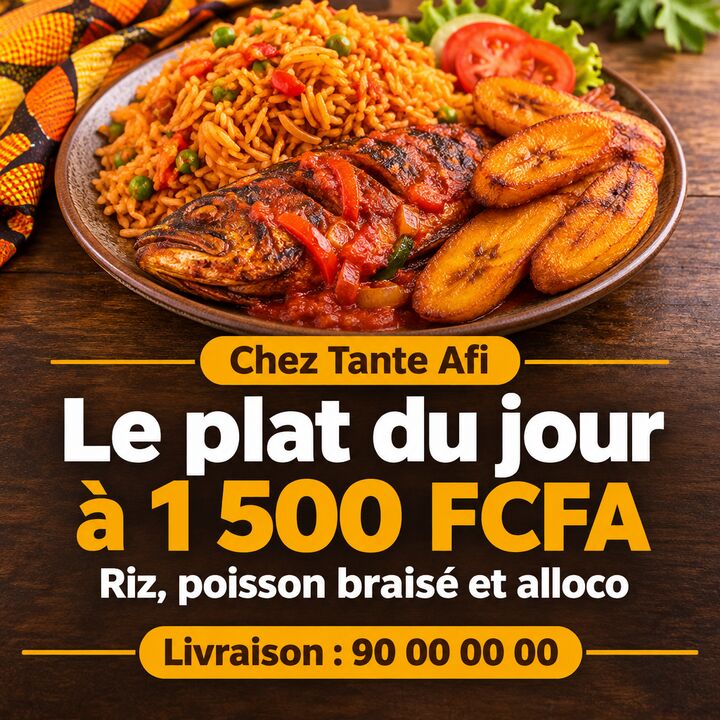 Chez Tante Afi
Le plat du jour
à 1 500 FCFA
Riz, poisson braisé et alloco
Livraison : 90 00 00 00